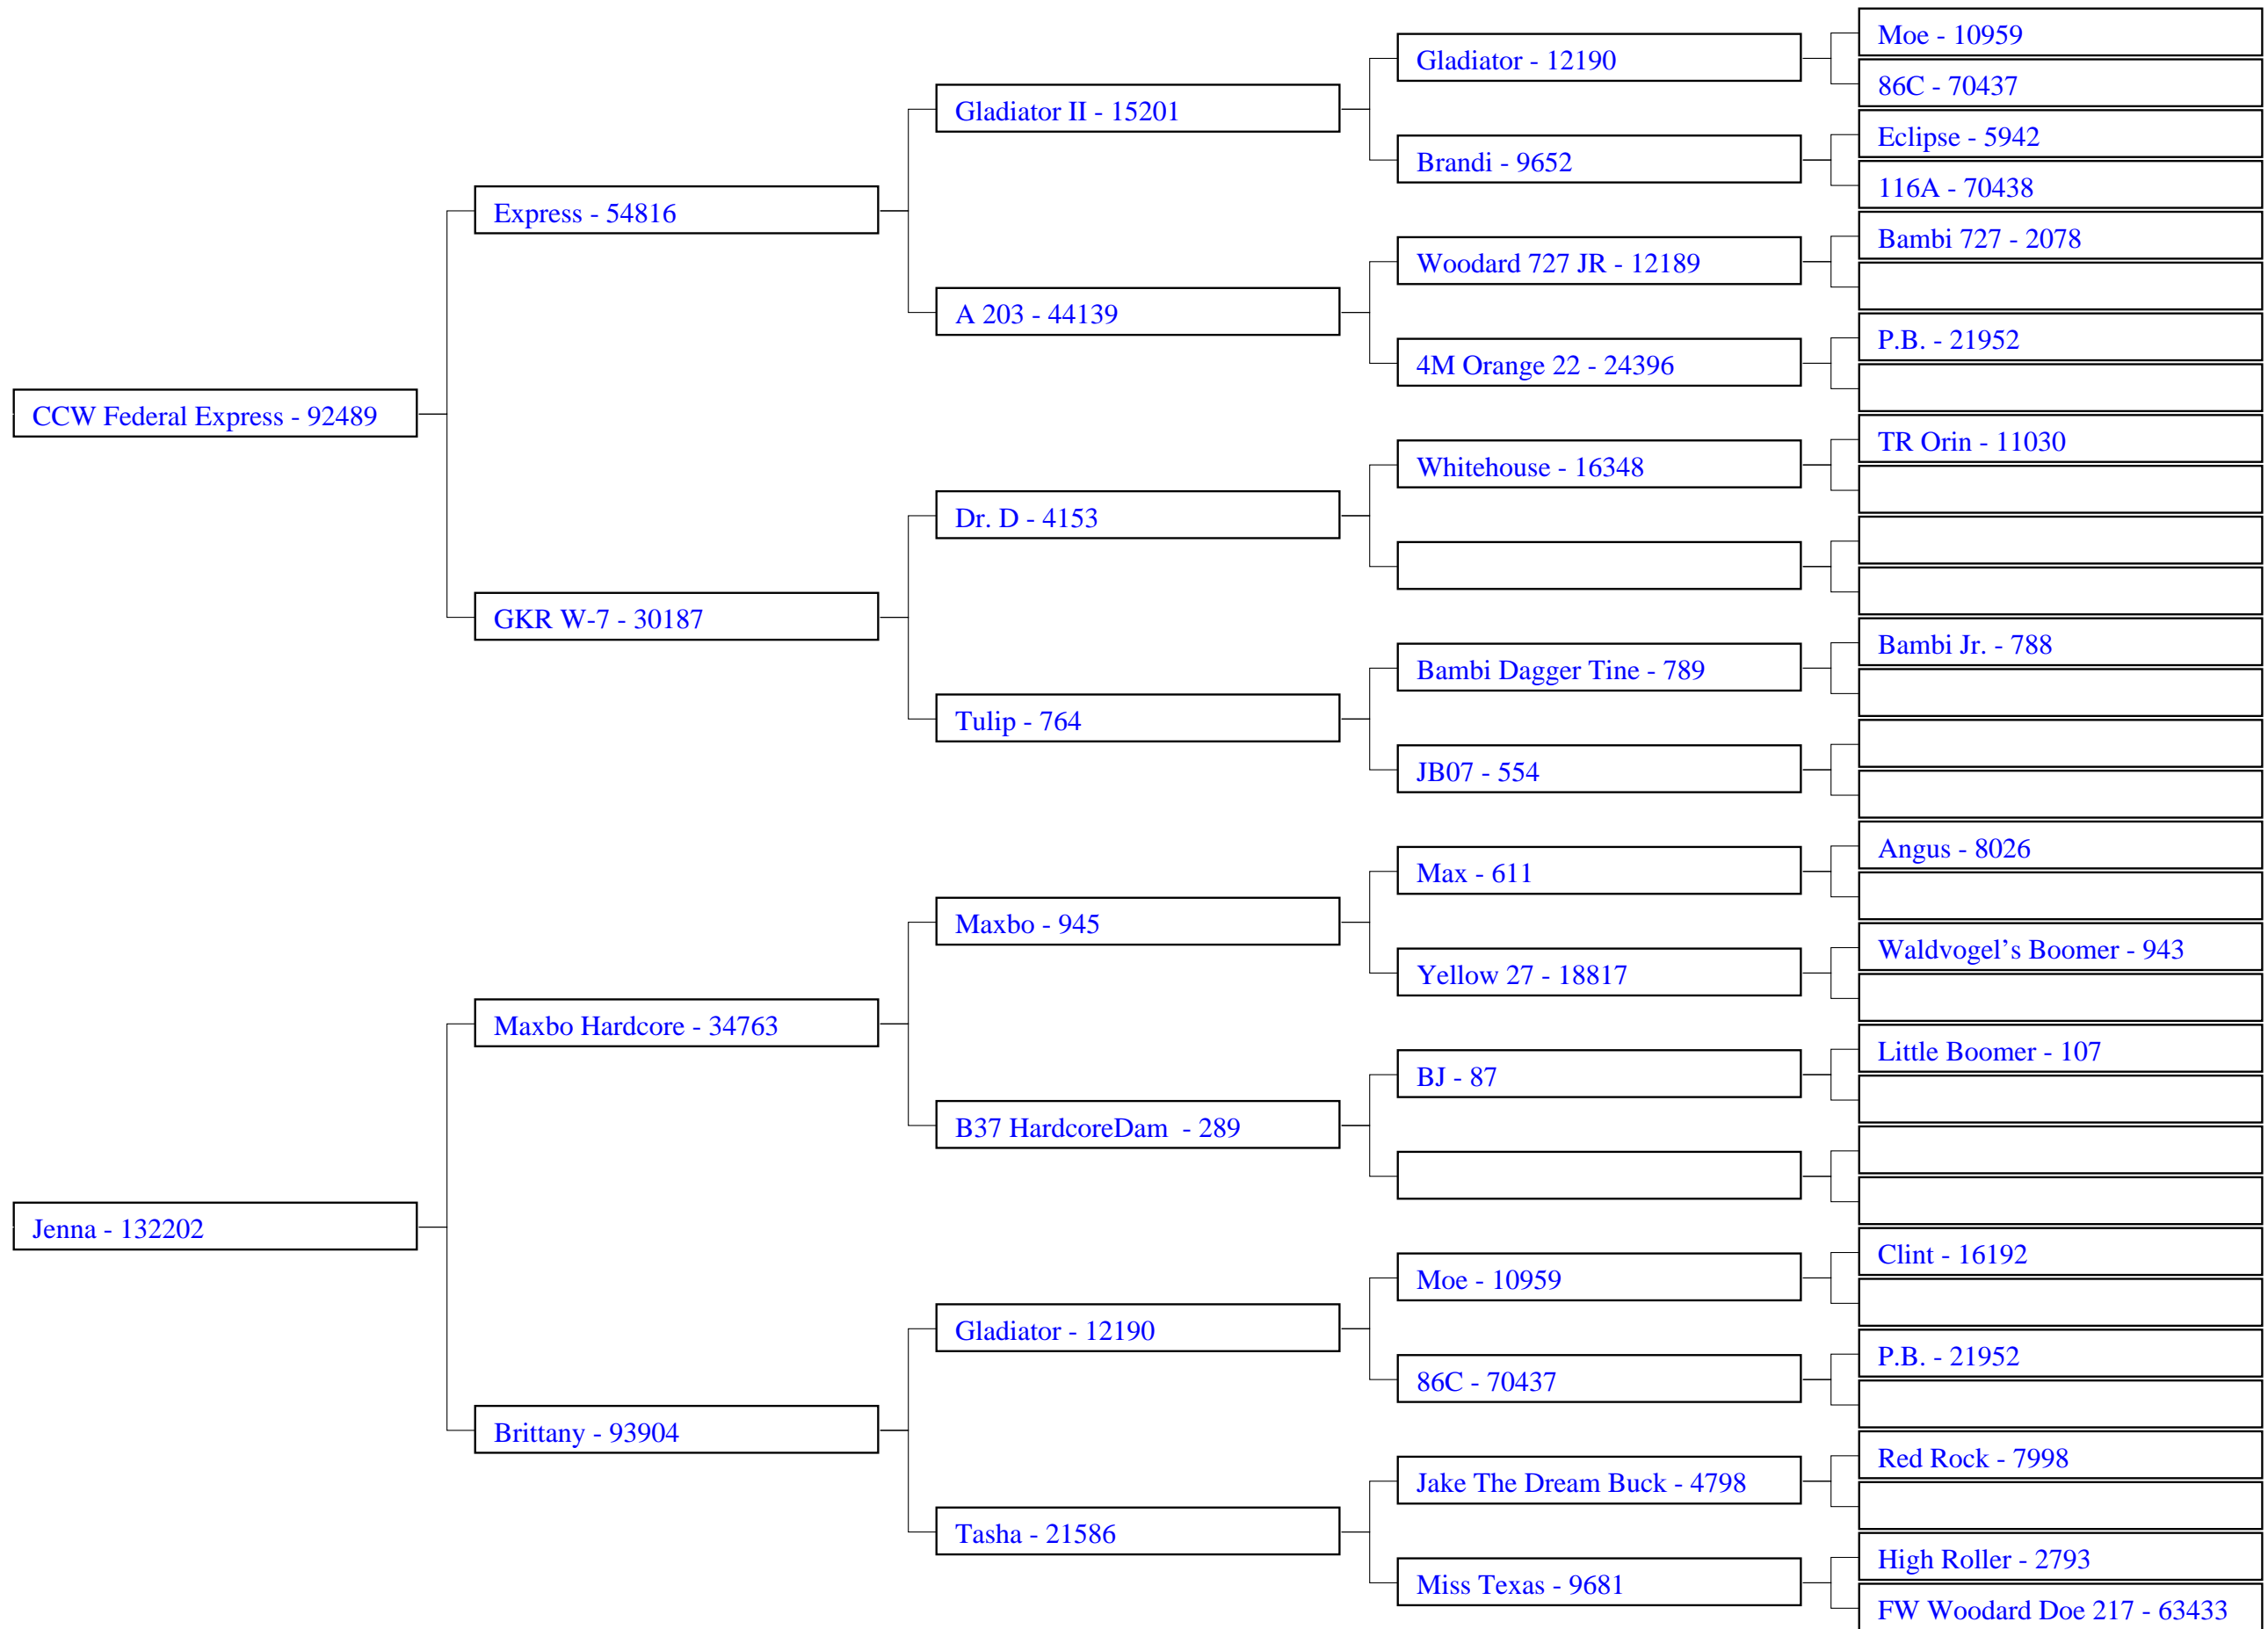 Moe - 10959
Gladiator - 12190
86C - 70437
Gladiator II - 15201
Eclipse - 5942
Brandi - 9652
116A - 70438
Express - 54816
Bambi 727 - 2078
Woodard 727 JR - 12189
A 203 - 44139
P.B. - 21952
4M Orange 22 - 24396
CCW Federal Express - 92489
TR Orin - 11030
Whitehouse - 16348
Dr. D - 4153
GKR W-7 - 30187
Bambi Jr. - 788
Bambi Dagger Tine - 789
Tulip - 764
JB07 - 554
Angus - 8026
Max - 611
Maxbo - 945
Waldvogel’s Boomer - 943
Yellow 27 - 18817
Maxbo Hardcore - 34763
Little Boomer - 107
BJ - 87
B37 HardcoreDam  - 289
Jenna - 132202
Clint - 16192
Moe - 10959
Gladiator - 12190
P.B. - 21952
86C - 70437
Brittany - 93904
Red Rock - 7998
Jake The Dream Buck - 4798
Tasha - 21586
High Roller - 2793
Miss Texas - 9681
FW Woodard Doe 217 - 63433